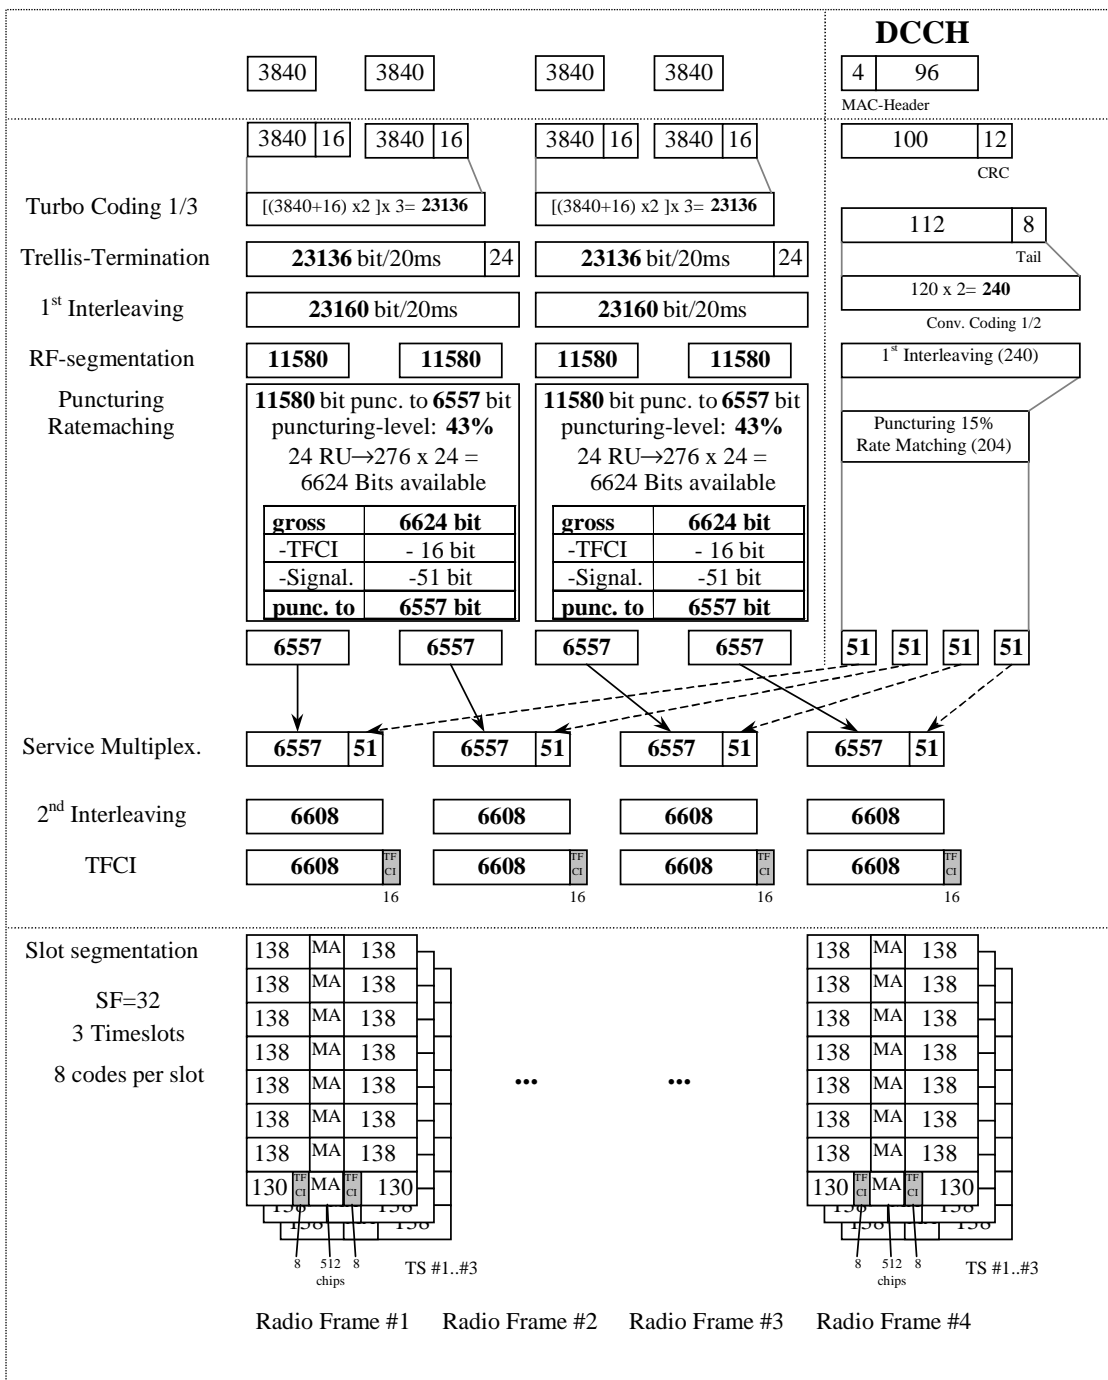 DCCH
3840 3840 3840 3840 4 96
MAC-Header
3840 16 3840 16 3840 16 3840 16 100 12
CRC
Turbo Coding 1/3 [(3840+16) x2 ]x 3= 23136 [(3840+16) x2 ]x 3= 23136
112 8
Tail
Trellis-Termination 23136 bit/20ms 24 23136 bit/20ms 24
120 x 2= 240
Conv. Coding 1/2
1st Interleaving 23160 bit/20ms 23160 bit/20ms
RF-segmentation 11580 11580 11580 11580 1st Interleaving (240)
Puncturing
Ratemaching
11580 bit punc. to 6557 bit
puncturing-level: 43%
24 RU→276 x 24 =
6624 Bits available
gross 6624 bit
-TFCI - 16 bit
-Signal. -51 bit
punc. to 6557 bit
11580 bit punc. to 6557 bit
puncturing-level: 43%
24 RU→276 x 24 =
6624 Bits available
gross 6624 bit
-TFCI - 16 bit
-Signal. -51 bit
punc. to 6557 bit
Puncturing 15%
Rate Matching (204)
6557 6557 6557 6557 51 51 51 51
Service Multiplex. 6557 51 6557 51 6557 51 6557 51
2nd Interleaving 6608 6608 6608 6608
TFCI 6608 TF CI 6608 TF CI 6608 TF CI 6608 TF CI
16 16 16 16
Slot segmentation
SF=32
3 Timeslots
8 codes per slot
138 MA 138
138 MA 138
138 MA 138
138 MA 138
138 MA 138
138 MA 138
138 MA 138
130 TF CI MA TF CI 130
138 138
138 138
8 512 8
chips
TS #1..#3
... ...
138 MA 138
138 MA 138
138 MA 138
138 MA 138
138 MA 138
138 MA 138
138 MA 138
130 TF CI MA TF CI 130
138 138
138 138
8 512 8
chips
TS #1..#3
Radio Frame #1 Radio Frame #2 Radio Frame #3 Radio Frame #4